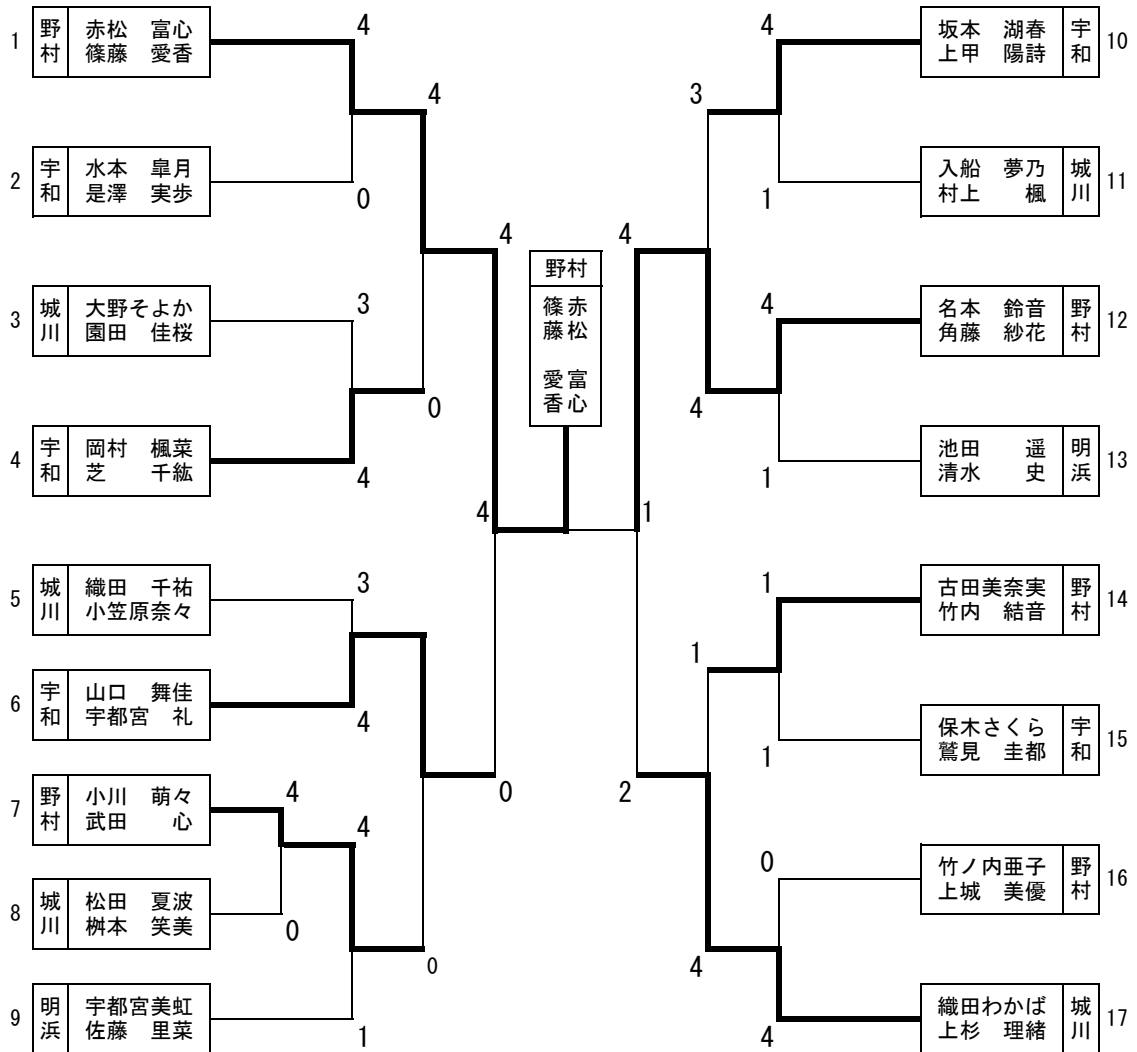 1 野村 赤松 富心
篠藤 愛香
2 宇和 水本 皐月
是澤 実歩
3 城川 大野そよか
園田 佳桜
4 宇和 岡村 楓菜
芝 千紘
5 城川 織田 千祐
小笠原奈々
6 宇和 山口 舞佳
宇都宮 礼
7 野村 小川 萌々
武田 心
8 城川 松田 夏波
桝本 笑美
9 明浜 宇都宮美虹
佐藤 里菜
4
0
3
4
3
4
4
0
4
1
4
0
0
4
0
4
野村
赤松 富心
篠藤 愛香
4
1
2
3
4
1
4
4
1
4
1
1
1
0
4
坂本 湖春 宇和 10
上甲 陽詩
入船 夢乃 城川 11
村上 楓
名本 鈴音 野村 12
角藤 紗花
池田 遥 明浜 13
清水 史
古田美奈実 野村 14
竹内 結音
保木さくら 宇和 15
鷲見 圭都
竹ノ内亜子 野村 16
上城 美優
織田わかば 城川 17
上杉 理緒